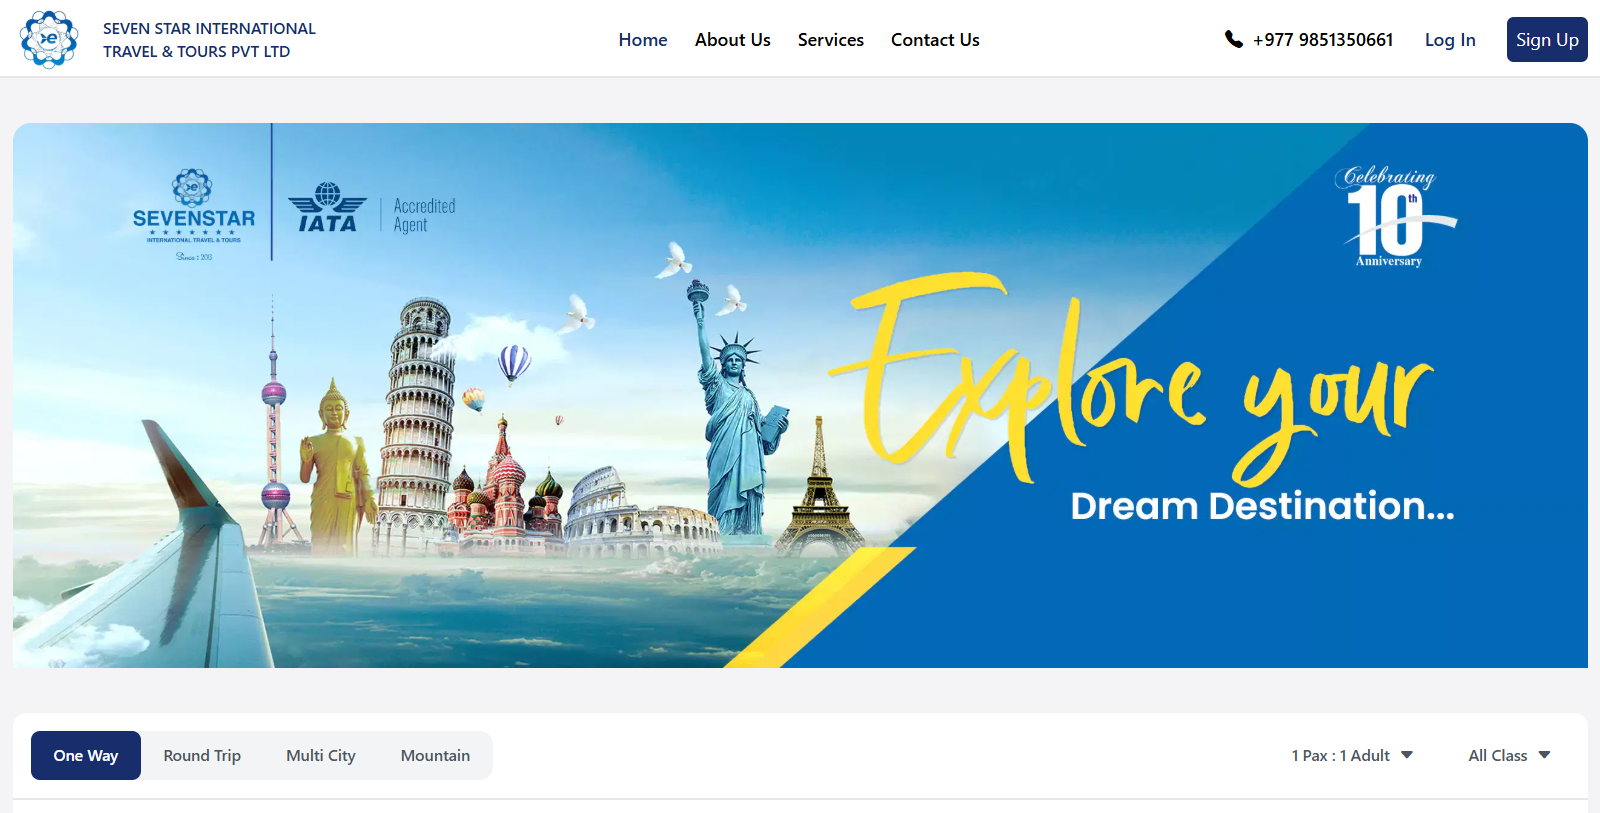 SEVEN STAR INTERNATIONAL
TRAVEL & TOURS PVT LTD
Home
About Us
Services
Contact Us
+977 9851350661
Log In
Sign Up
SEVENSTAR
INTERNATIONAL TRAVEL & TOURS
Since : 2013
IATA
Accredited
Agent
Celebrating
10th
Anniversary
Explore your
Dream Destination...
One Way
Round Trip
Multi City
Mountain
1 Pax : 1 Adult
All Class